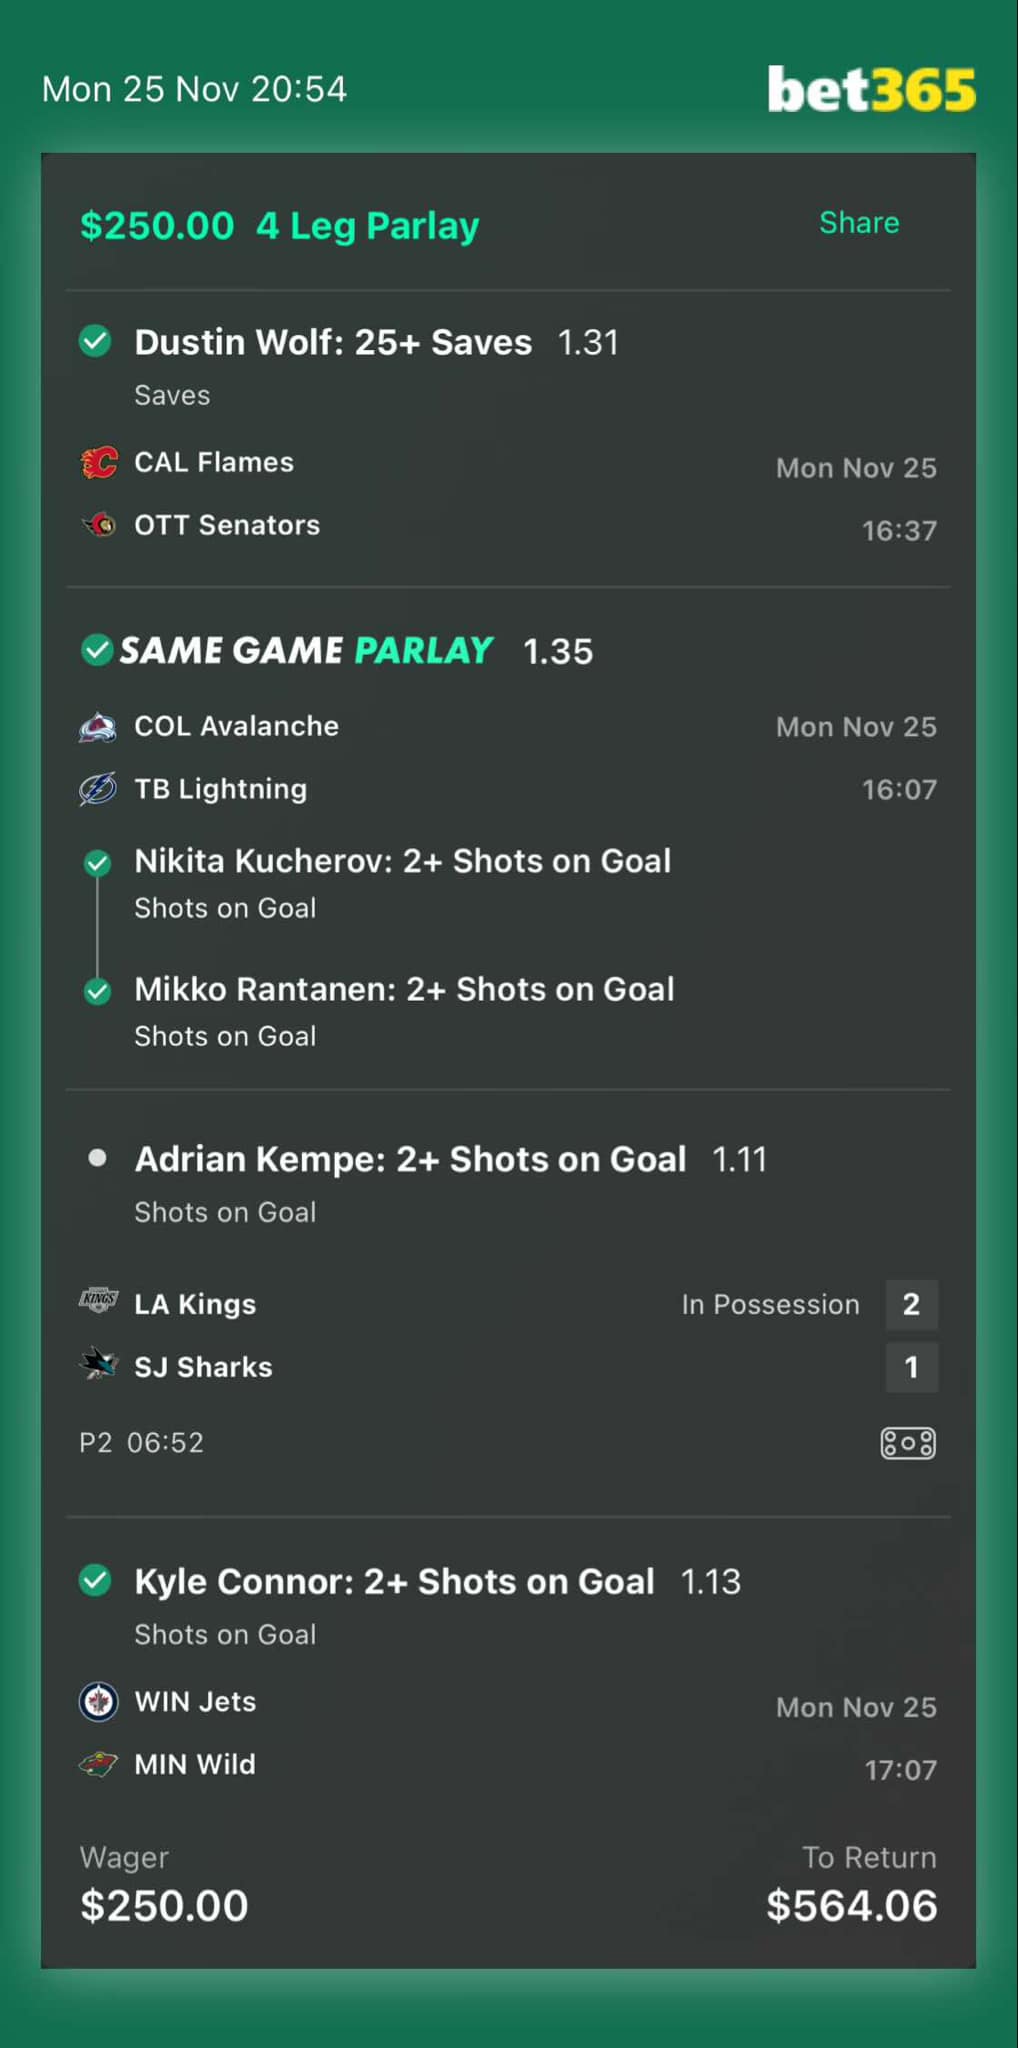 Mon 25 Nov 20:54
bet365
$250.00 4 Leg Parlay
Share
Dustin Wolf: 25+ Saves 1.31
Saves
CAL Flames
Mon Nov 25
OTT Senators
16:37
SAME GAME PARLAY 1.35
COL Avalanche
Mon Nov 25
TB Lightning
16:07
Nikita Kucherov: 2+ Shots on Goal
Shots on Goal
Mikko Rantanen: 2+ Shots on Goal
Shots on Goal
Adrian Kempe: 2+ Shots on Goal 1.11
Shots on Goal
KINGS
LA Kings
In Possession 2
SJ Sharks
1
P2 06:52
Kyle Connor: 2+ Shots on Goal 1.13
Shots on Goal
WIN Jets
Mon Nov 25
MIN Wild
17:07
Wager
To Return
$250.00
$564.06